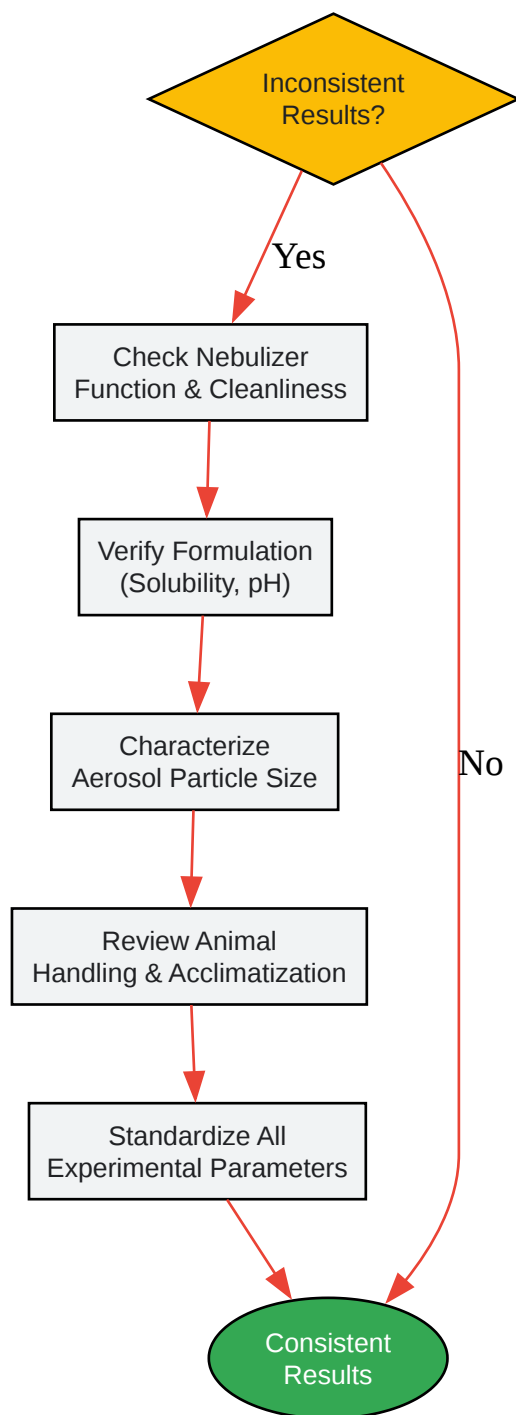 Inconsistent
Results?
Yes
Check Nebulizer
Function & Cleanliness
Verify Formulation
(Solubility, pH)
Characterize
Aerosol Particle Size
No
Review Animal
Handling & Acclimatization
Standardize All
Experimental Parameters
Consistent
Results